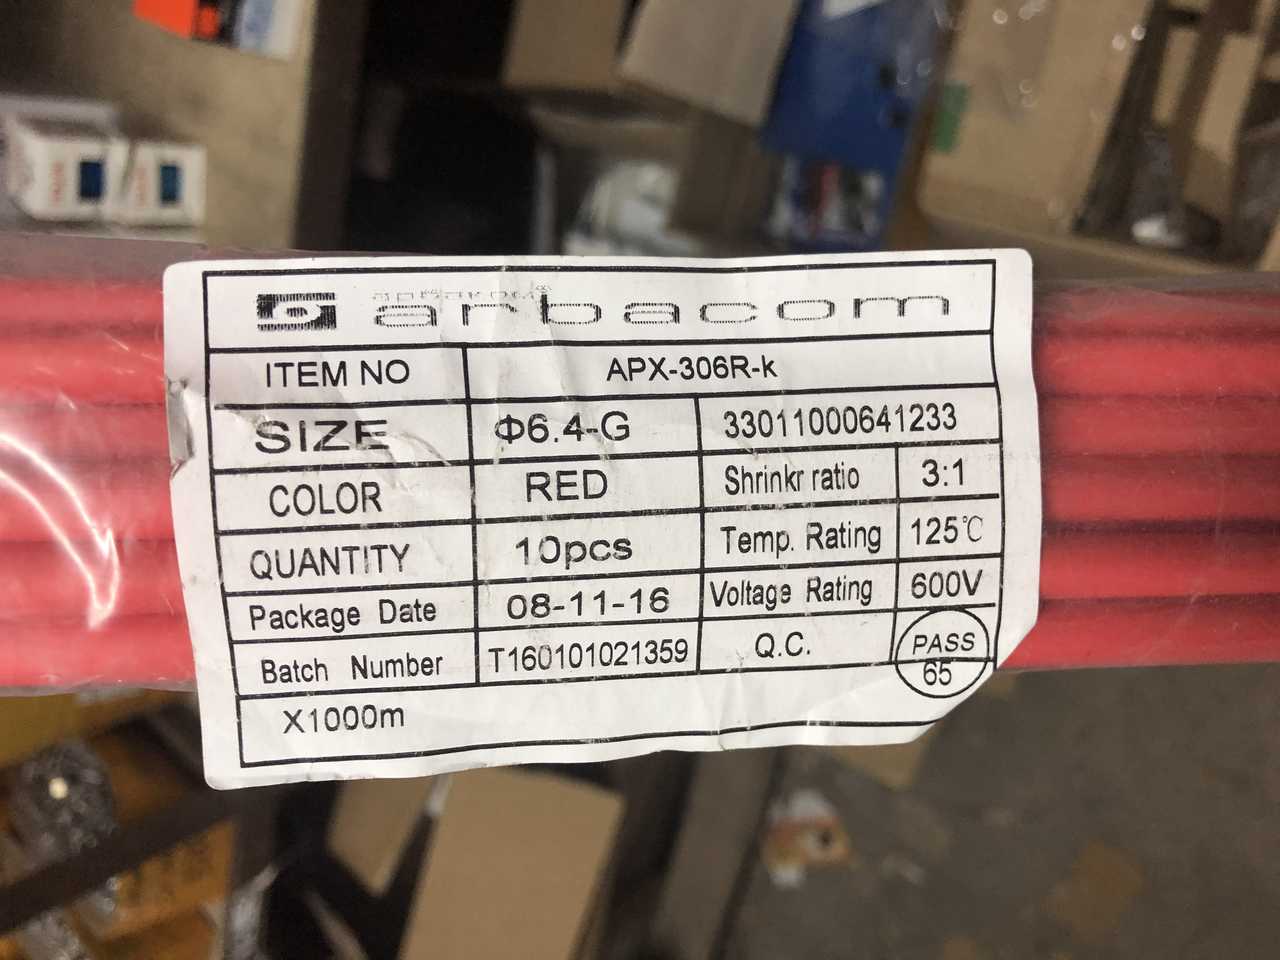 arbacom
ITEM NO APX-306R-k
SIZE Φ6.4-G 33011000641233
COLOR RED Shrinkr ratio 3:1
QUANTITY 10pcs Temp. Rating 125℃
Package Date 08-11-16 Voltage Rating 600V
Batch Number T160101021359 Q.C. PASS
65
X1000m